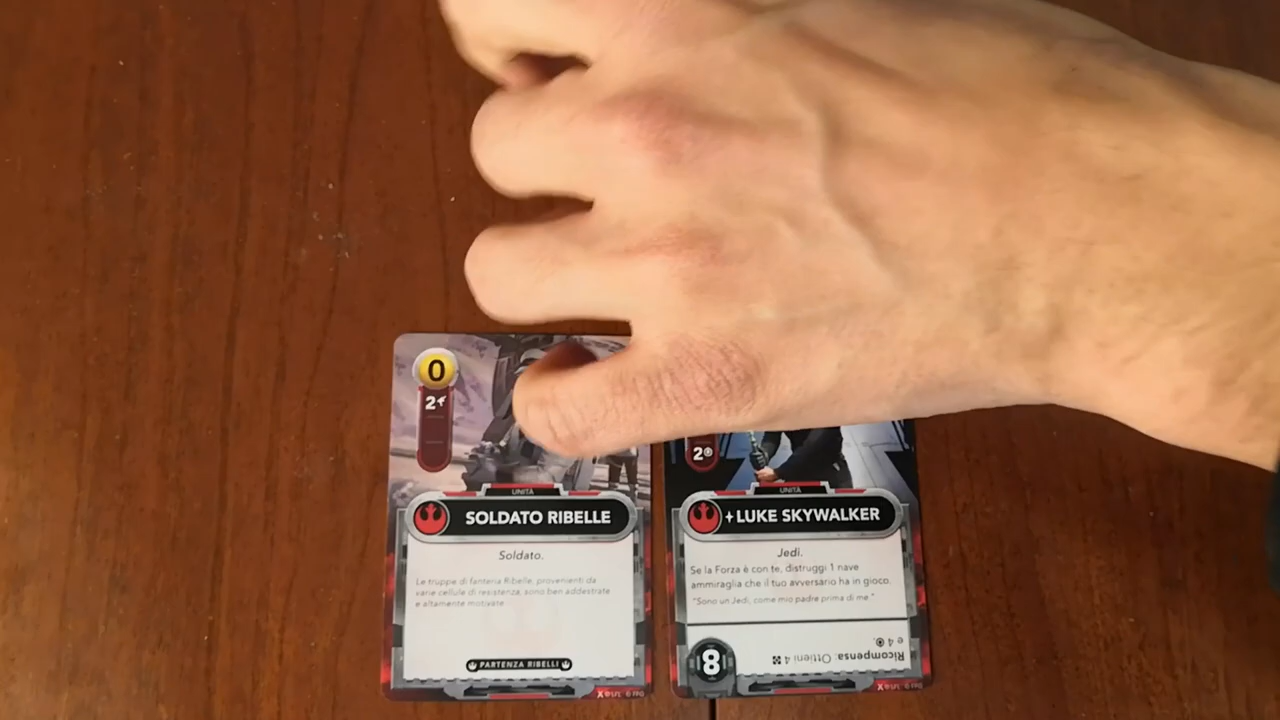 0
2
UNITÀ
SOLDATO RIBELLE
Soldato.
Le truppe di fanteria Ribelle, provenienti da
varie cellule di resistenza, sono ben addestrate
e altamente motivate.
PARTENZA RIBELLI
2
UNITÀ
LUKE SKYWALKER
Jedi.
Se la Forza è con te, distruggi 1 nave
ammiraglia che il tuo avversario ha in gioco.
"Sono un Jedi, come mio padre prima di me."
Ricompensa: Ottieni 4
e 4 .
8